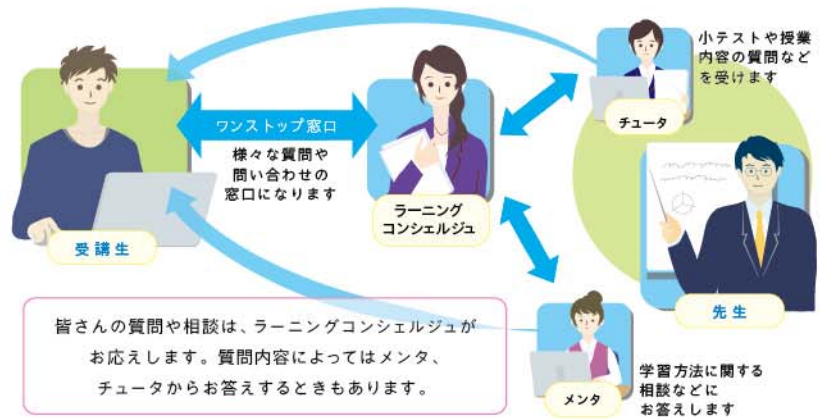 小テストや授業
内容の質問など
を受けます
チュータ
ワンストップ窓口
様々な質問や
問い合わせの
窓口になります
ラーニング
コンシェルジュ
受講生
先生
皆さんの質問や相談は、ラーニングコンシェルジュが
お応えします。質問内容によってはメンタ、
チュータからお答えするときもあります。
メンタ
学習方法に関する
相談などに
お答えします